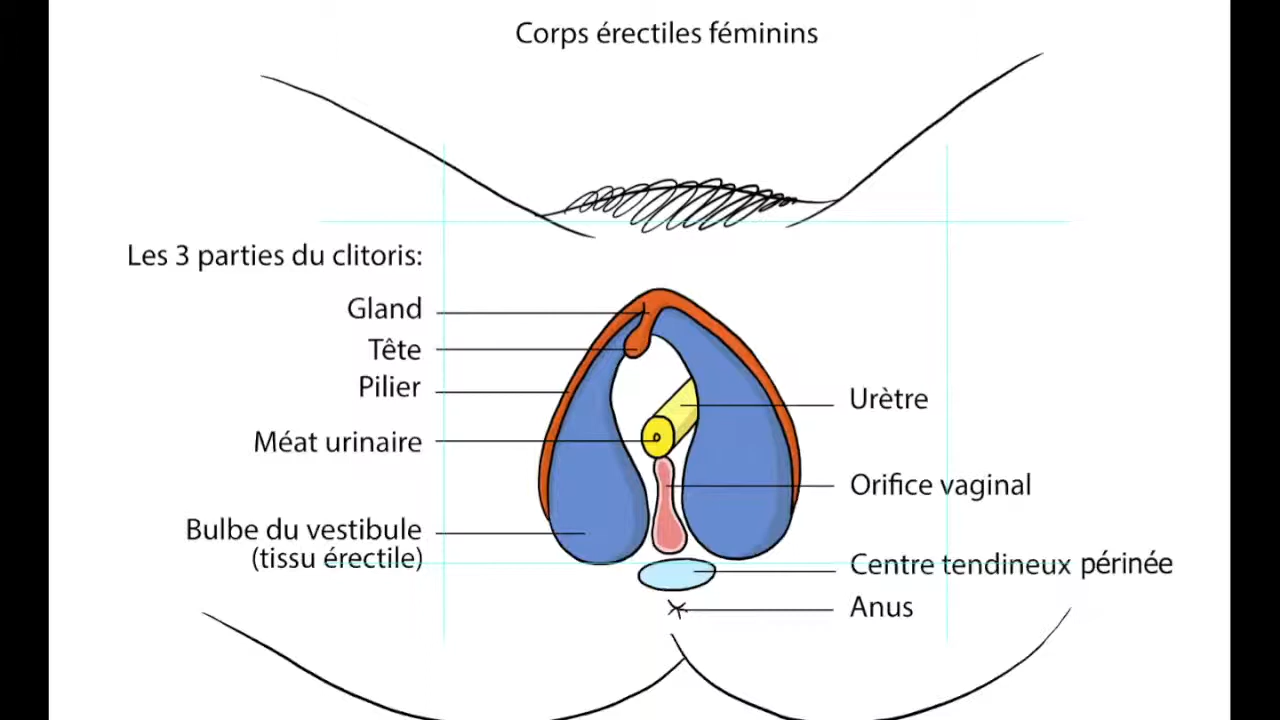 Corps érectiles féminins
Les 3 parties du clitoris:
Gland
Tête
Pilier
Méat urinaire
Bulbe du vestibule
(tissu érectile)
Urètre
Orifice vaginal
Centre tendineux périnée
Anus